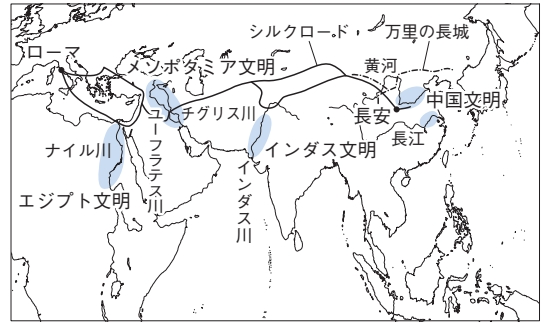 シルクロード
万里の長城
ローマ
メソポタミア文明
黄河
中国文明
チグリス川
長安
長江
ユーフラテス川
ナイル川
インダス文明
インダス川
エジプト文明